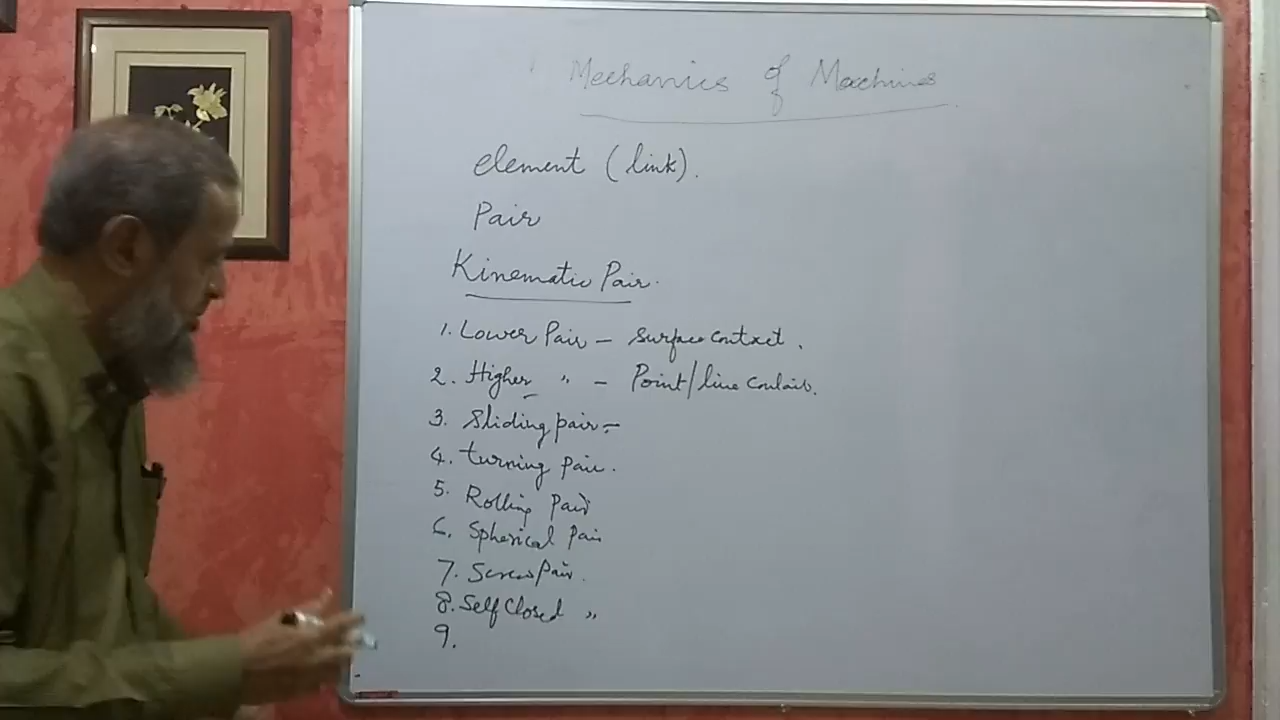 Mechanics of Machines
element (link).
Pair
Kinematic Pair.
1. Lower Pair – Surface Contact.
2. Higher " – Point/line Contact.
3. Sliding pair –
4. turning pair.
5. Rolling Pair
6. Spherical Pair
7. Screw Pair.
8. Self Closed "
9.